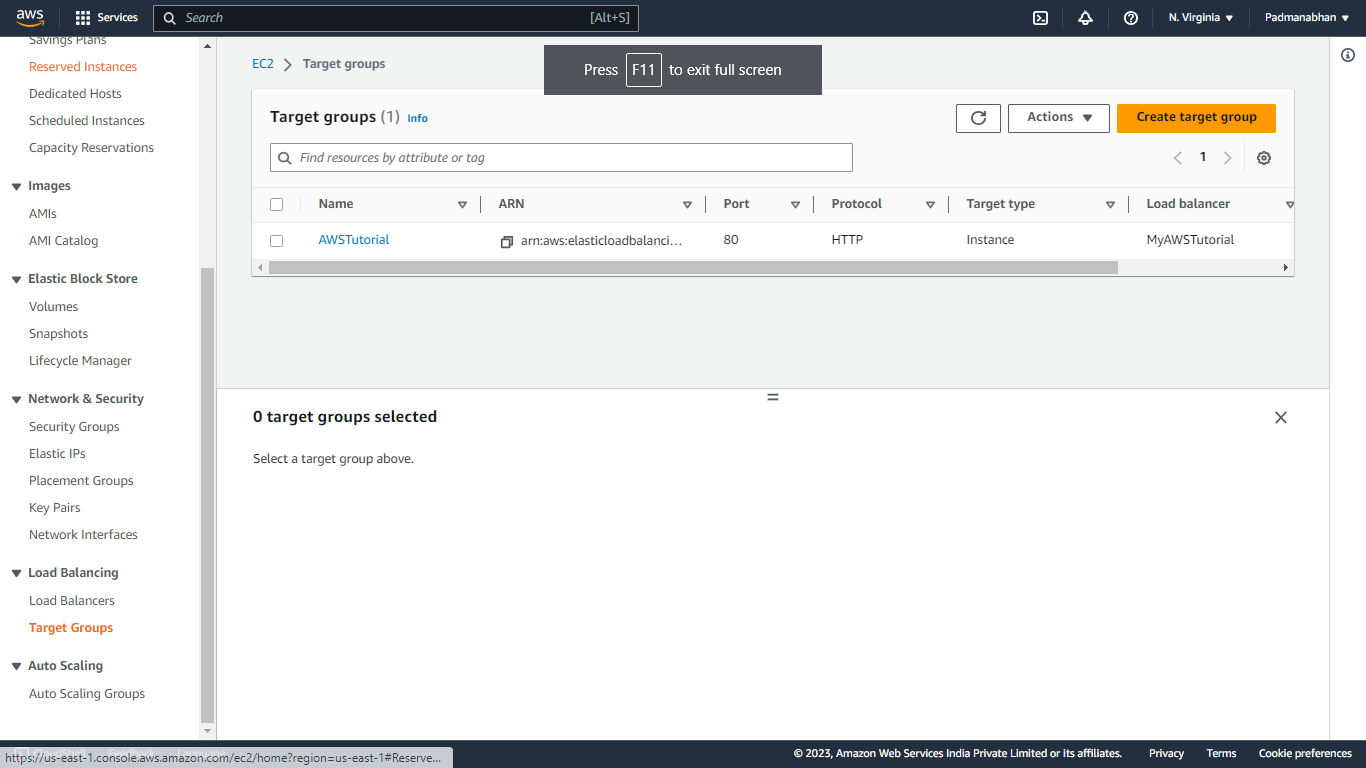 aws
Services
Search
[Alt+S]
N. Virginia
Padmanabhan
Savings Plans
Reserved Instances
Dedicated Hosts
Scheduled Instances
Capacity Reservations
Images
AMIs
AMI Catalog
Elastic Block Store
Volumes
Snapshots
Lifecycle Manager
Network & Security
Security Groups
Elastic IPs
Placement Groups
Key Pairs
Network Interfaces
Load Balancing
Load Balancers
Target Groups
Auto Scaling
Auto Scaling Groups
EC2
Target groups
Press F11 to exit full screen
Target groups (1) Info
Actions
Create target group
Find resources by attribute or tag
1
Name ARN Port Protocol Target type Load balancer
AWSTutorial arn:aws:elasticloadbalanci... 80 HTTP Instance MyAWSTutorial
0 target groups selected
Select a target group above.
https://us-east-1.console.aws.amazon.com/ec2/home?region=us-east-1#Reserve...
© 2023, Amazon Web Services India Private Limited or its affiliates.
Privacy
Terms
Cookie preferences